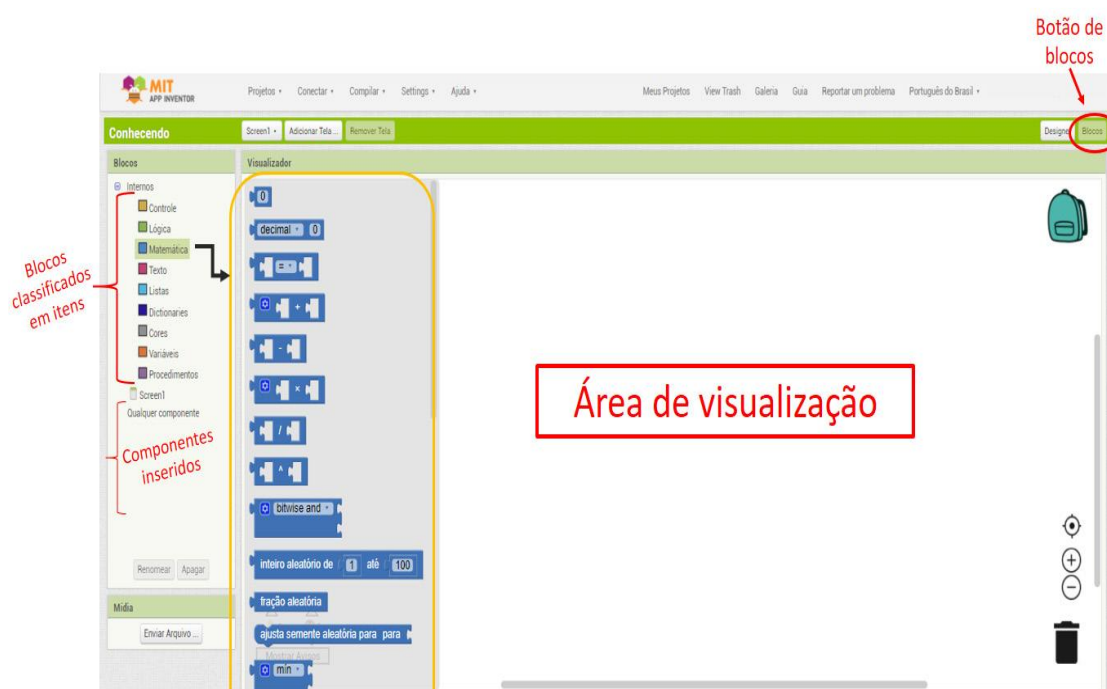 Botão de
blocos
MIT
APP INVENTOR
Projetos
Conectar
Compilar
Settings
Ajuda
Meus Projetos
View Trash
Galeria
Guia
Reportar um problema
Português do Brasil
Conhecendo
Screen1
Adicionar Tela ...
Remover Tela
Designer
Blocos
Blocos
Visualizador
Internos
Controle
Lógica
Matemática
Texto
Listas
Dictionaries
Cores
Variáveis
Procedimentos
Screen1
Qualquer componente
Blocos
classificados
em itens
Componentes
inseridos
Renomear
Apagar
Mídia
Enviar Arquivo ...
0
decimal 0
=
+
-
×
/
^
bitwise and
inteiro aleatório de 1 até 100
fração aleatória
ajusta semente aleatória para para
Mostrar Avisos
min
Área de visualização